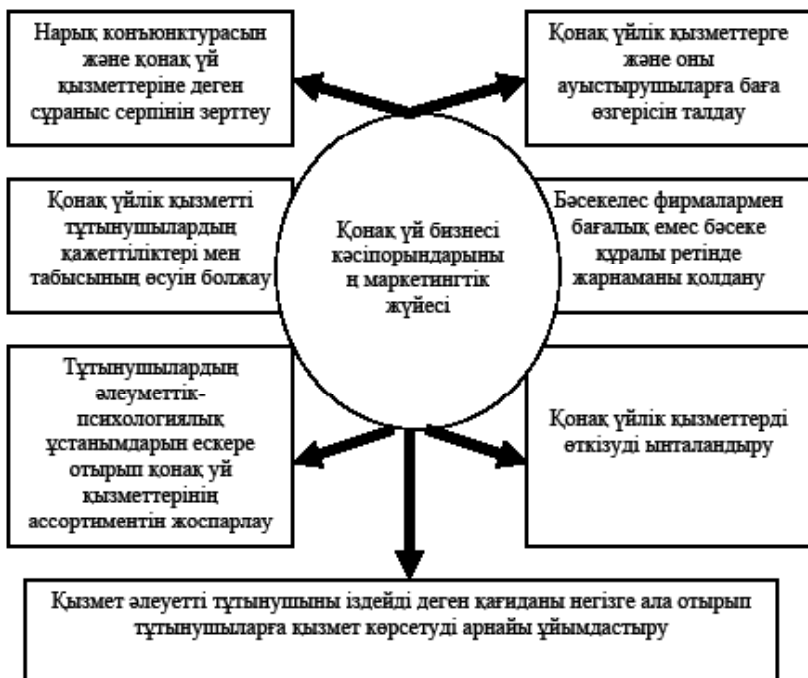 Нарық конъюнктурасын
және қонақ үй
қызметтеріне деген
сұраныс серпінін зерттеу
Қонақ үйлік қызметтерге
және оны
ауыстырушыларға баға
өзгерісін талдау
Қонақ үйлік қызметті
тұтынушылардың
қажеттіліктері мен
табысының өсуін болжау
Қонақ үй бизнесі
кәсіпорындарының
ң маркетингтік
жүйесі
Бәсекелес фирмалармен
бағалық емес бәсеке
құралы ретінде
жарнаманы қолдану
Тұтынушылардың
әлеуметтік-
психологиялық
ұстанымдарын ескере
отырып қонақ уй
қызметтерінің
ассортиментін жоспарлау
Қонақ үйлік қызметтерді
өткізуді ынталандыру
Қызмет әлеуетті тұтынушыны іздейді деген қағиданы негізге ала отырып
тұтынушыларға қызмет көрсетуді арнайы ұйымдастыру